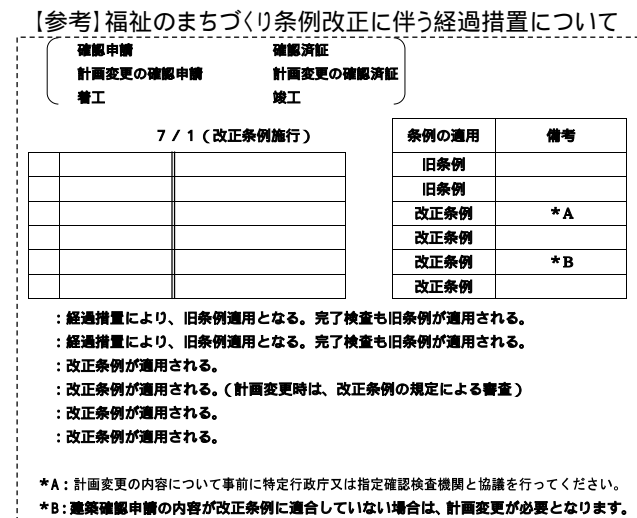 【参考】福祉のまちづくり条例改正に伴う経過措置について
確認申請 確認済証
計画変更の確認申請 計画変更の確認済証
着工 竣工
7/1(改正条例施行) 条例の適用 備考
旧条例
旧条例
改正条例 *A
改正条例
改正条例 *B
改正条例
:経過措置により、旧条例適用となる。完了検査も旧条例が適用される。
:経過措置により、旧条例適用となる。完了検査も旧条例が適用される。
:改正条例が適用される。
:改正条例が適用される。(計画変更時は、改正条例の規定による審査)
:改正条例が適用される。
:改正条例が適用される。
*A:計画変更の内容について事前に特定行政庁又は指定確認検査機関と協議を行ってください。
*B:建築確認申請の内容が改正条例に適合していない場合は、計画変更が必要となります。